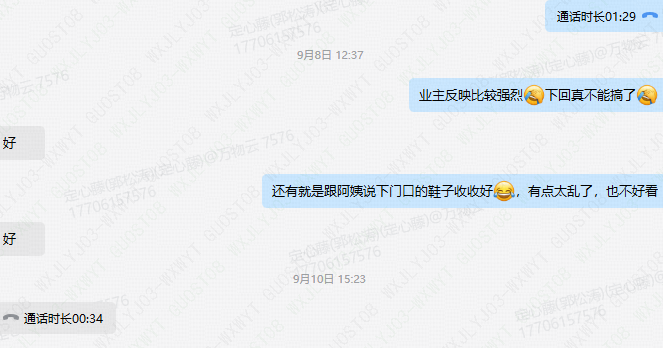 通话时长01:29
9月8日 12:37
业主反映比较强烈😂下回真不能搞了😂
好
还有就是跟阿姨说下门口的鞋子收收好😂，有点太乱了，也不好看
好
9月10日 15:23
通话时长00:34